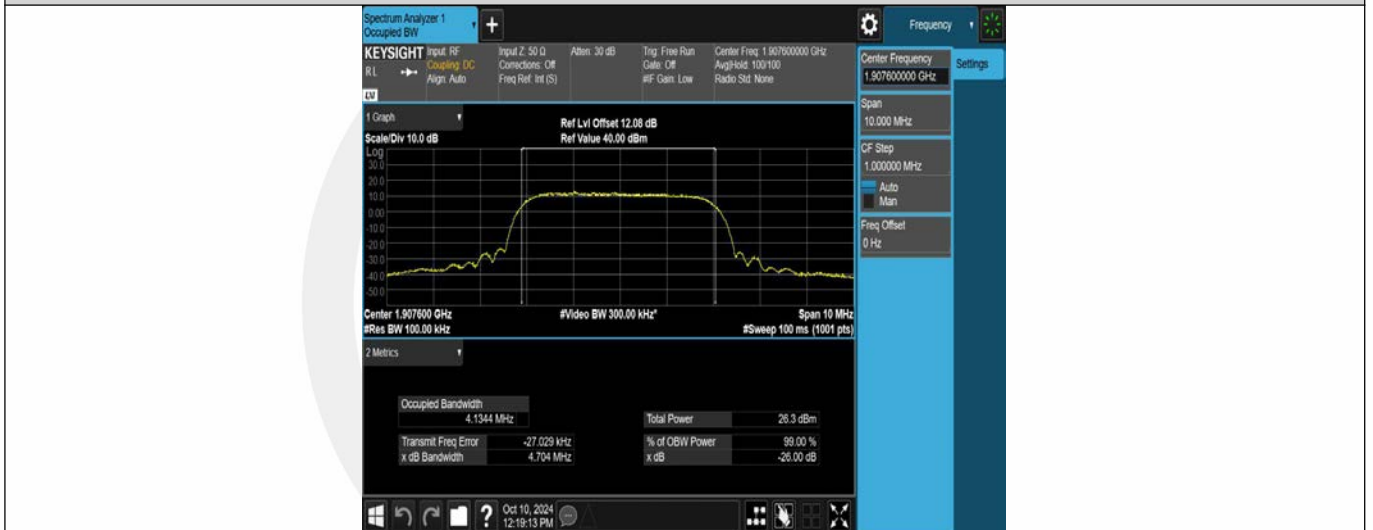 Spectrum Analyzer 1
Occupied BW
+
Frequency
KEYSIGHT
Input: RF
Coupling: DC
Align: Auto
Input Z: 50 Ω
Corrections: Off
Freq Ref: Int (S)
Atten: 30 dB
Trig: Free Run
Gate: Off
#IF Gain: Low
Center Freq: 1.907600000 GHz
Avg|Hold: 100/100
Radio Std: None
R L
LXI
Center Frequency
1.907600000 GHz
Settings
Span
10.000 MHz
CF Step
1.000000 MHz
Auto
Man
Freq Offset
0 Hz
1 Graph
Ref Lvl Offset 12.08 dB
Scale/Div 10.0 dB
Ref Value 40.00 dBm
Log
30.0
20.0
10.0
0.00
-10.0
-20.0
-30.0
-40.0
-50.0
Center 1.907600 GHz
#Video BW 300.00 kHz*
Span 10 MHz
#Res BW 100.00 kHz
#Sweep 100 ms (1001 pts)
2 Metrics
Occupied Bandwidth
4.1344 MHz
Total Power
26.3 dBm
Transmit Freq Error
-27.029 kHz
% of OBW Power
99.00 %
x dB Bandwidth
4.704 MHz
x dB
-26.00 dB
?
Oct 10, 2024
12:19:13 PM